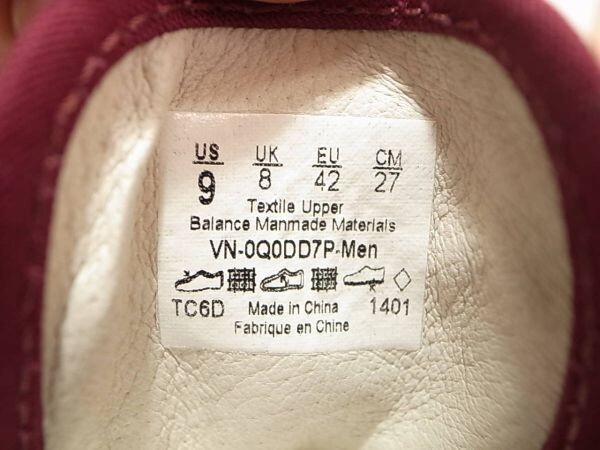 US UK EU CM
9 8 42 27
Textile Upper
Balance Manmade Materials
VN-0Q0DD7P-Men
TC6D Made in China 1401
Fabrique en Chine